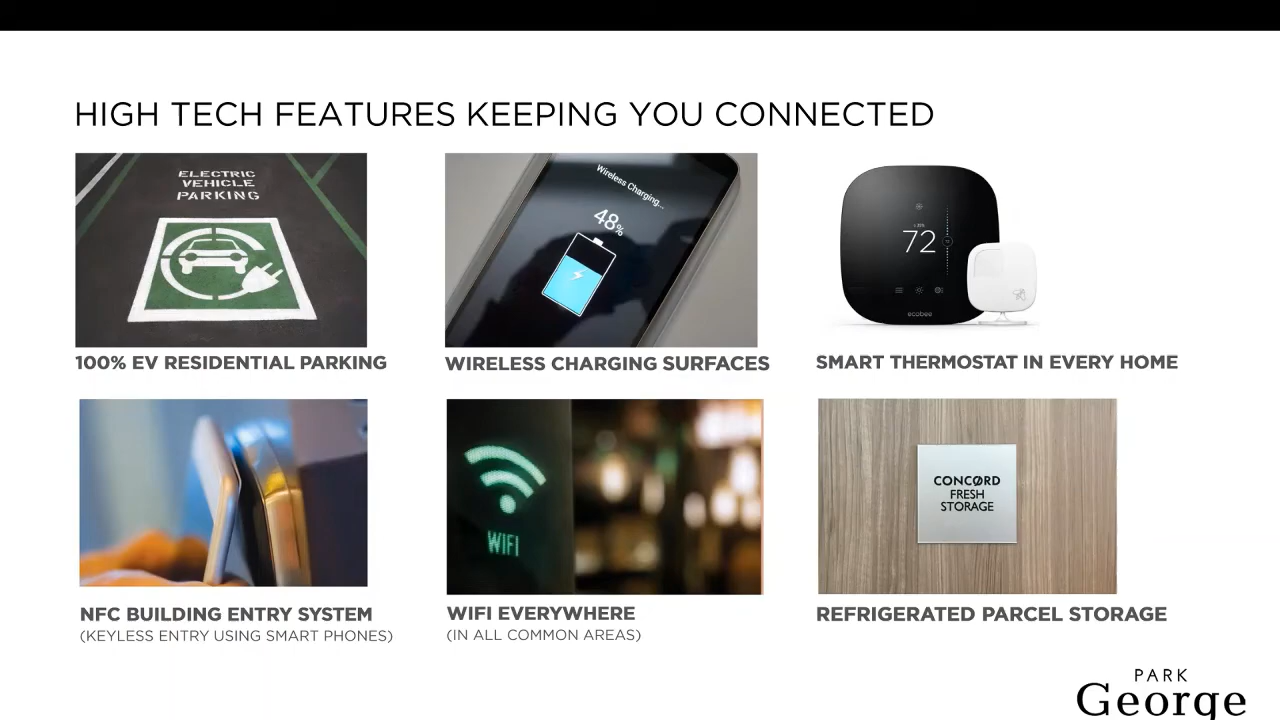 HIGH TECH FEATURES KEEPING YOU CONNECTED
ELECTRIC
VEHICLE
PARKING
100% EV RESIDENTIAL PARKING
Wireless Charging...
48%
WIRELESS CHARGING SURFACES
72
ecobee
SMART THERMOSTAT IN EVERY HOME
NFC BUILDING ENTRY SYSTEM
(KEYLESS ENTRY USING SMART PHONES)
WIFI
WIFI EVERYWHERE
(IN ALL COMMON AREAS)
CONCØRD
FRESH
STORAGE
REFRIGERATED PARCEL STORAGE
PARK
George